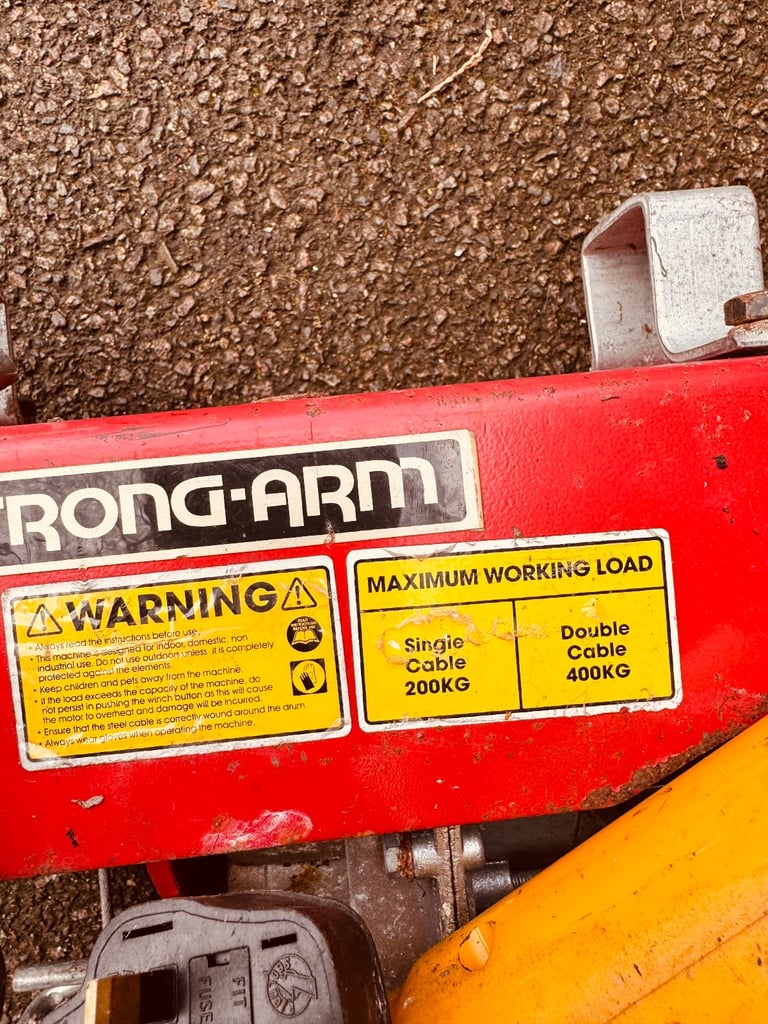 TRONG-ARM
WARNING
• Always read the instructions before use.
• This machine is designed for indoor, domestic, non
industrial use. Do not use outdoors unless it is completely
protected against the elements.
• Keep children and pets away from the machine.
• If the load exceeds the capacity of the machine, do
not persist in pushing the winch button as this will cause
the motor to overheat and damage will be incurred.
• Ensure that the steel cable is correctly wound around the drum.
• Always wear gloves when operating the machine.
READ
INSTRUCTIONS
BEFORE USE
MAXIMUM WORKING LOAD
Single
Cable
200KG
Double
Cable
400KG
FIT
FUSE